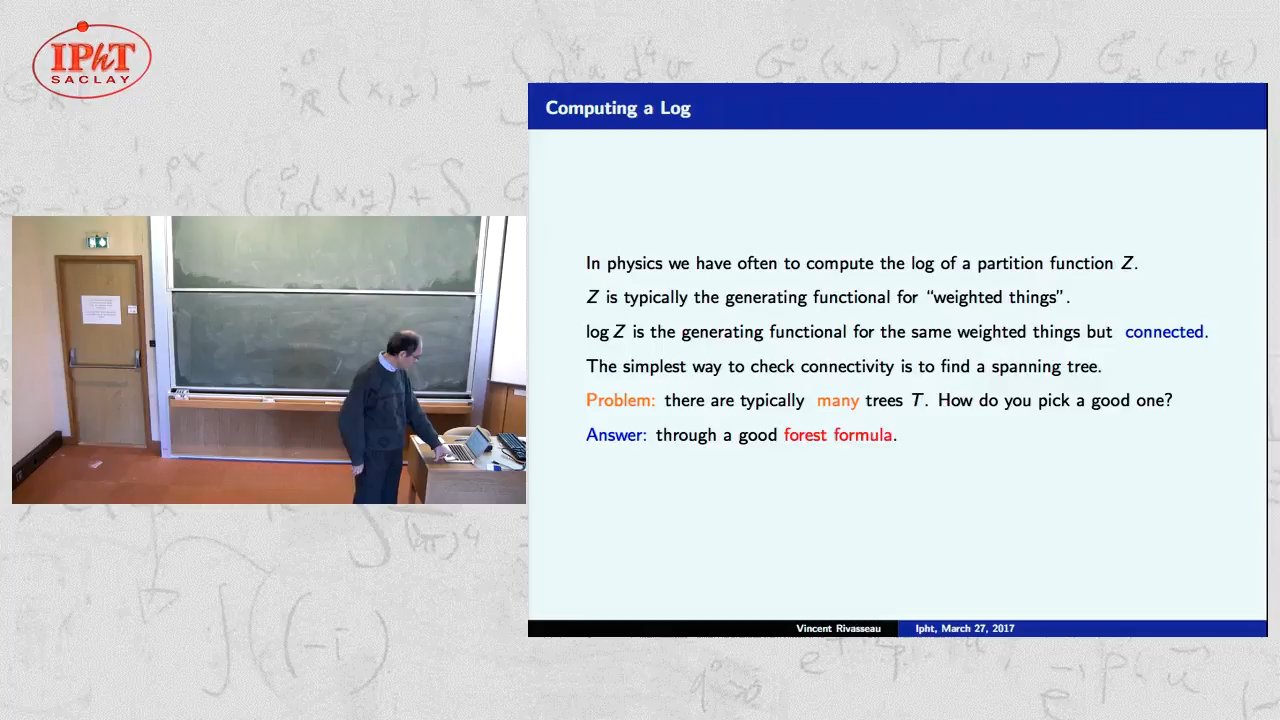 IPhT
SACLAY
Computing a Log
In physics we have often to compute the log of a partition function Z.
Z is typically the generating functional for “weighted things”.
log Z is the generating functional for the same weighted things but connected.
The simplest way to check connectivity is to find a spanning tree.
Problem: there are typically many trees T. How do you pick a good one?
Answer: through a good forest formula.
Vincent Rivasseau
Ipht, March 27, 2017